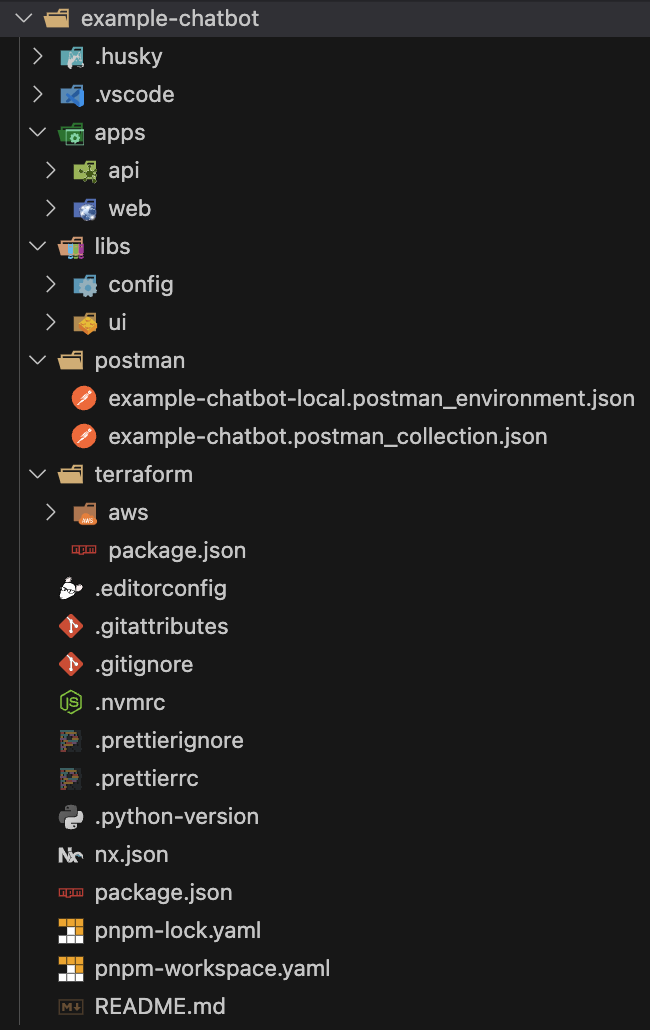 example-chatbot
.husky
.vscode
apps
api
web
libs
config
ui
postman
example-chatbot-local.postman_environment.json
example-chatbot.postman_collection.json
terraform
aws
package.json
.editorconfig
.gitattributes
.gitignore
.nvmrc
.prettierignore
.prettierrc
.python-version
nx.json
package.json
pnpm-lock.yaml
pnpm-workspace.yaml
README.md